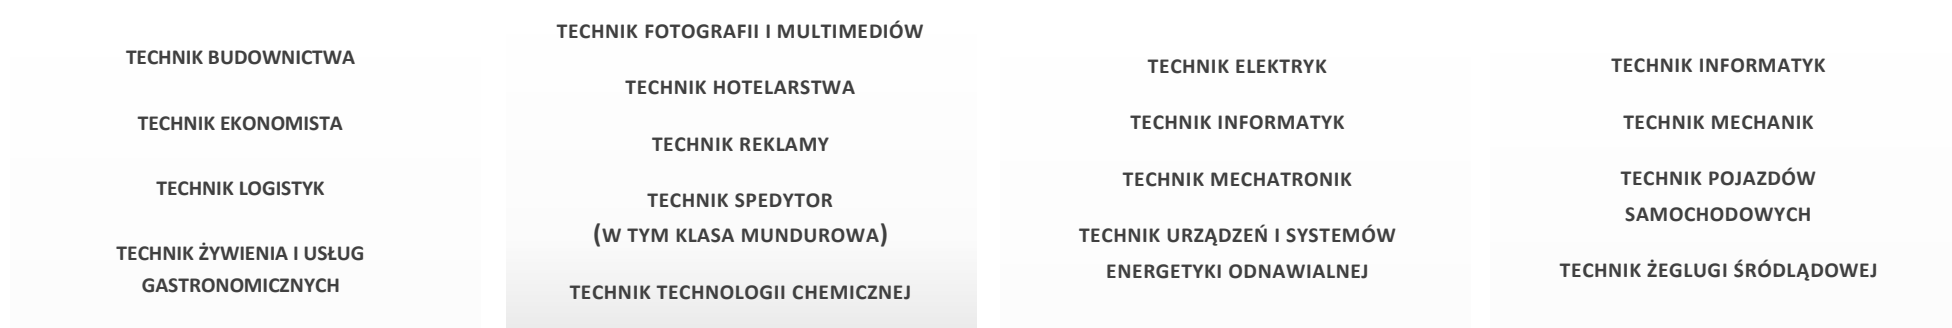 TECHNIK BUDOWNICTWA
TECHNIK EKONOMISTA
TECHNIK LOGISTYK
TECHNIK ŻYWIENIA I USŁUG
GASTRONOMICZNYCH
TECHNIK FOTOGRAFII I MULTIMEDIÓW
TECHNIK HOTELARSTWA
TECHNIK REKLAMY
TECHNIK SPEDYTOR
(W TYM KLASA MUNDUROWA)
TECHNIK TECHNOLOGII CHEMICZNEJ
TECHNIK ELEKTRYK
TECHNIK INFORMATYK
TECHNIK MECHATRONIK
TECHNIK URZĄDZEŃ I SYSTEMÓW
ENERGETYKI ODNAWIALNEJ
TECHNIK INFORMATYK
TECHNIK MECHANIK
TECHNIK POJAZDÓW
SAMOCHODOWYCH
TECHNIK ŻEGLUGI ŚRÓDLĄDOWEJ